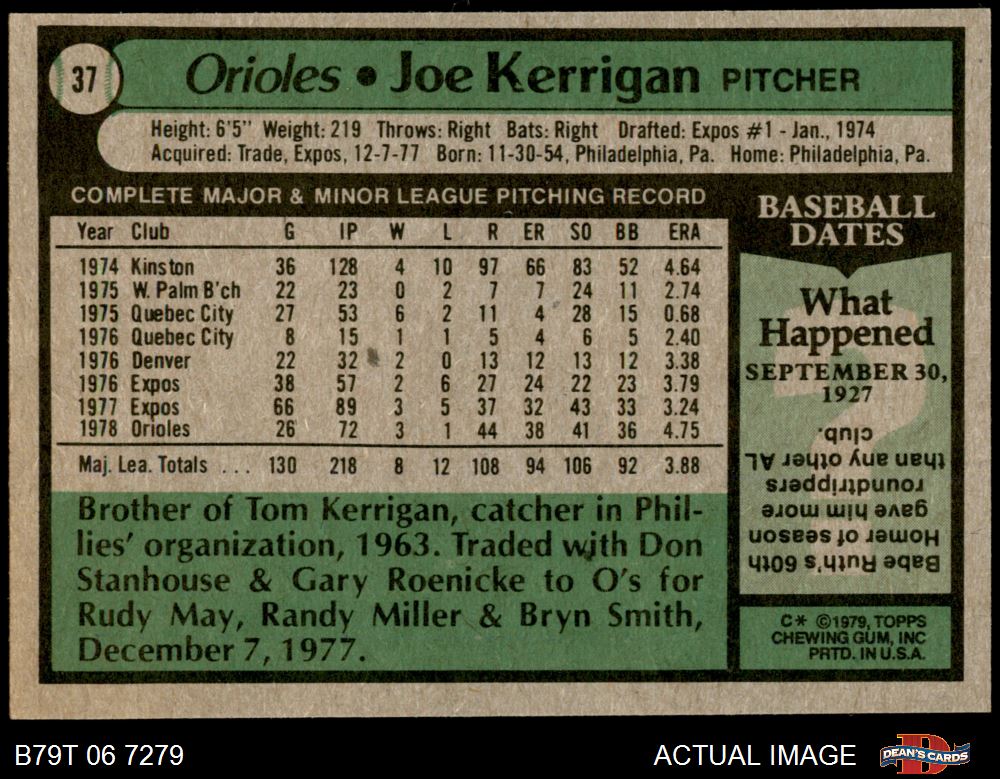 37
Orioles • Joe Kerrigan PITCHER
Height: 6'5" Weight: 219 Throws: Right Bats: Right Drafted: Expos #1 - Jan., 1974
Acquired: Trade, Expos, 12-7-77 Born: 11-30-54, Philadelphia, Pa. Home: Philadelphia, Pa.
COMPLETE MAJOR & MINOR LEAGUE PITCHING RECORD
Year Club G IP W L R ER SO BB ERA
1974 Kinston 36 128 4 10 97 66 83 52 4.64
1975 W. Palm B'ch 22 23 0 2 7 7 24 11 2.74
1975 Quebec City 27 53 6 2 11 4 28 15 0.68
1976 Quebec City 8 15 1 1 5 4 6 5 2.40
1976 Denver 22 32 2 0 13 12 13 12 3.38
1976 Expos 38 57 2 6 27 24 22 23 3.79
1977 Expos 66 89 3 5 37 32 43 33 3.24
1978 Orioles 26 72 3 1 44 38 41 36 4.75
Maj. Lea. Totals . . . 130 218 8 12 108 94 106 92 3.88
Brother of Tom Kerrigan, catcher in Phil-
lies' organization, 1963. Traded with Don
Stanhouse & Gary Roenicke to O's for
Rudy May, Randy Miller & Bryn Smith,
December 7, 1977.
BASEBALL
DATES
What
Happened
SEPTEMBER 30,
1927
Babe Ruth's, 60th
Homer of season
gave him more
roundtrippers
than any other AL
club.
C* ©1979, TOPPS
CHEWING GUM, INC
PRTD. IN U.S.A.
B79T 06 7279
ACTUAL IMAGE
DEAN'S CARDS